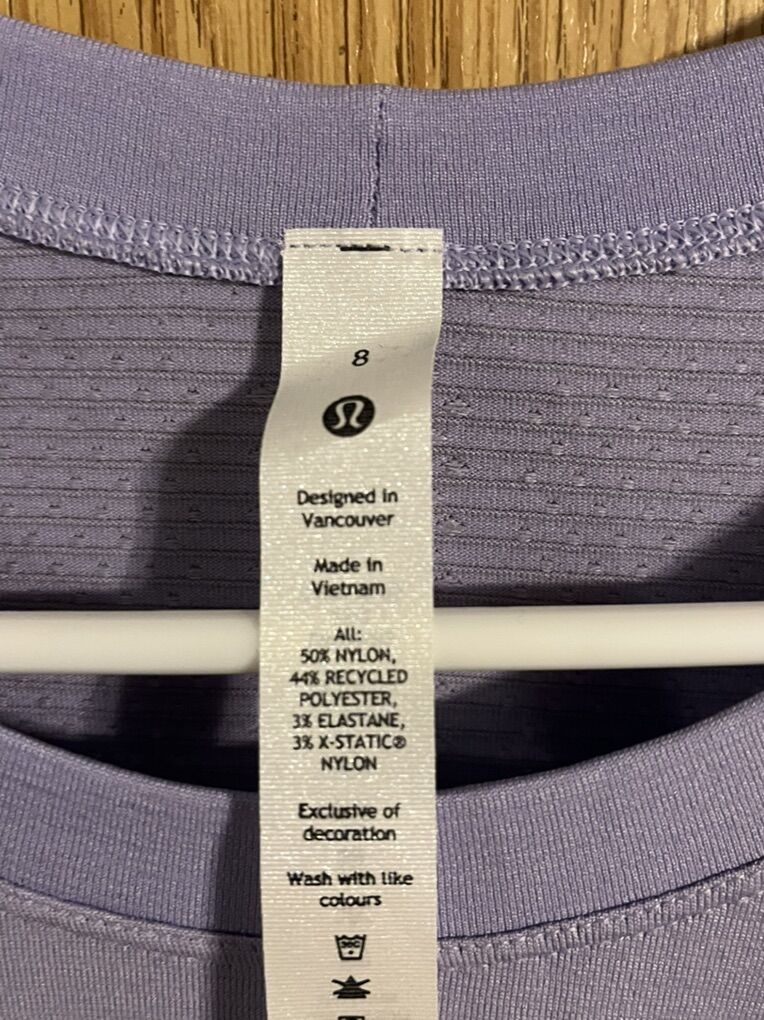 8
Designed in
Vancouver
Made in
Vietnam
All:
50% NYLON,
44% RECYCLED
POLYESTER,
3% ELASTANE,
3% X-STATIC®
NYLON
Exclusive of
decoration
Wash with like
colours
30C